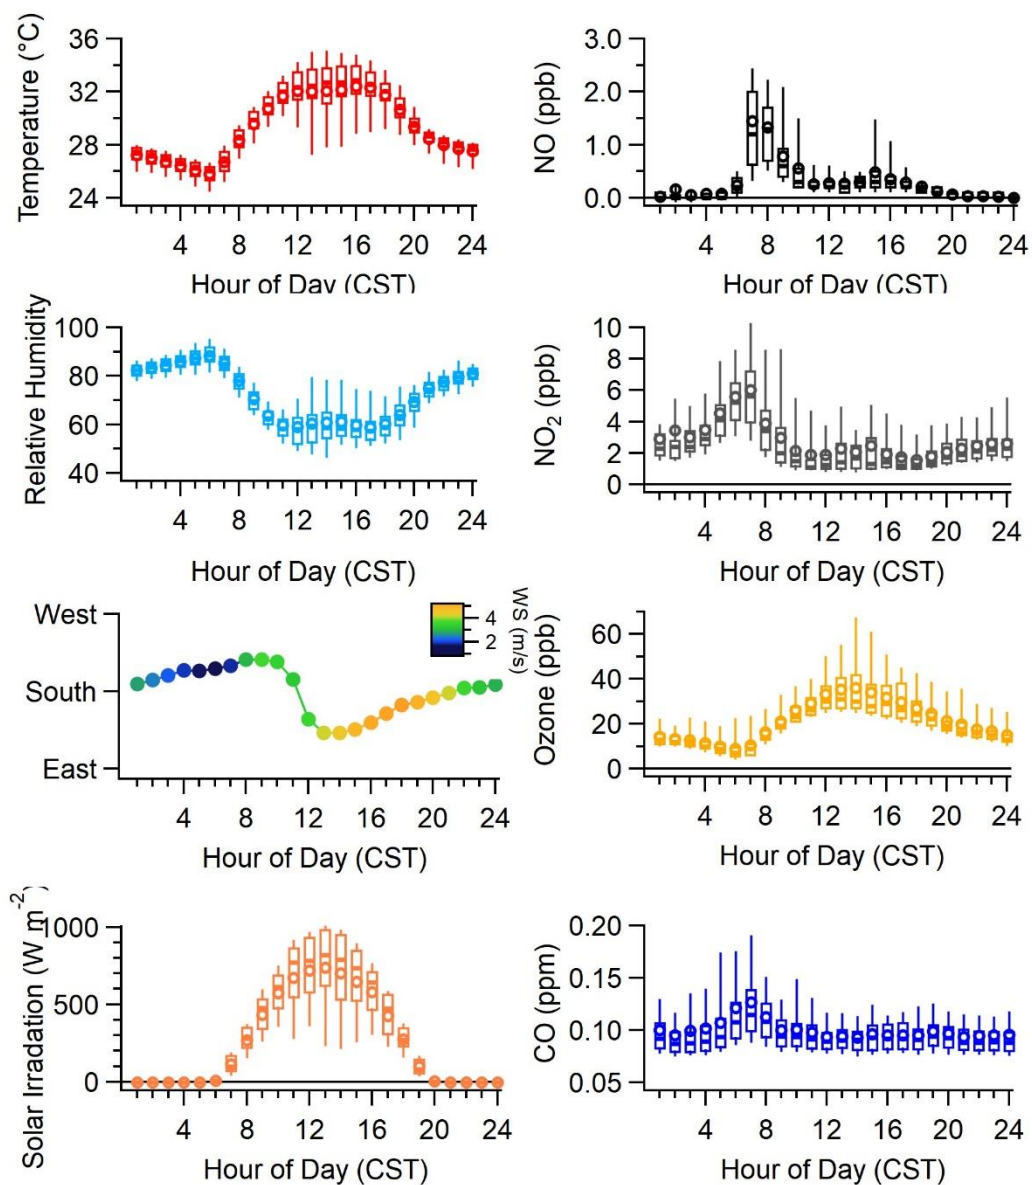 Temperature (°C)
36
32
28
24
4 8 12 16 20 24
Hour of Day (CST)
NO (ppb)
3.0
2.0
1.0
0.0
4 8 12 16 20 24
Hour of Day (CST)
Relative Humidity
100
80
60
40
4 8 12 16 20 24
Hour of Day (CST)
NO₂ (ppb)
10
8
6
4
2
0
4 8 12 16 20 24
Hour of Day (CST)
West
South
East
4
2
WS (m/s)
4 8 12 16 20 24
Hour of Day (CST)
Ozone (ppb)
60
40
20
0
4 8 12 16 20 24
Hour of Day (CST)
Solar Irradiation (W m⁻²)
1000
500
0
4 8 12 16 20 24
Hour of Day (CST)
CO (ppm)
0.20
0.15
0.10
0.05
4 8 12 16 20 24
Hour of Day (CST)